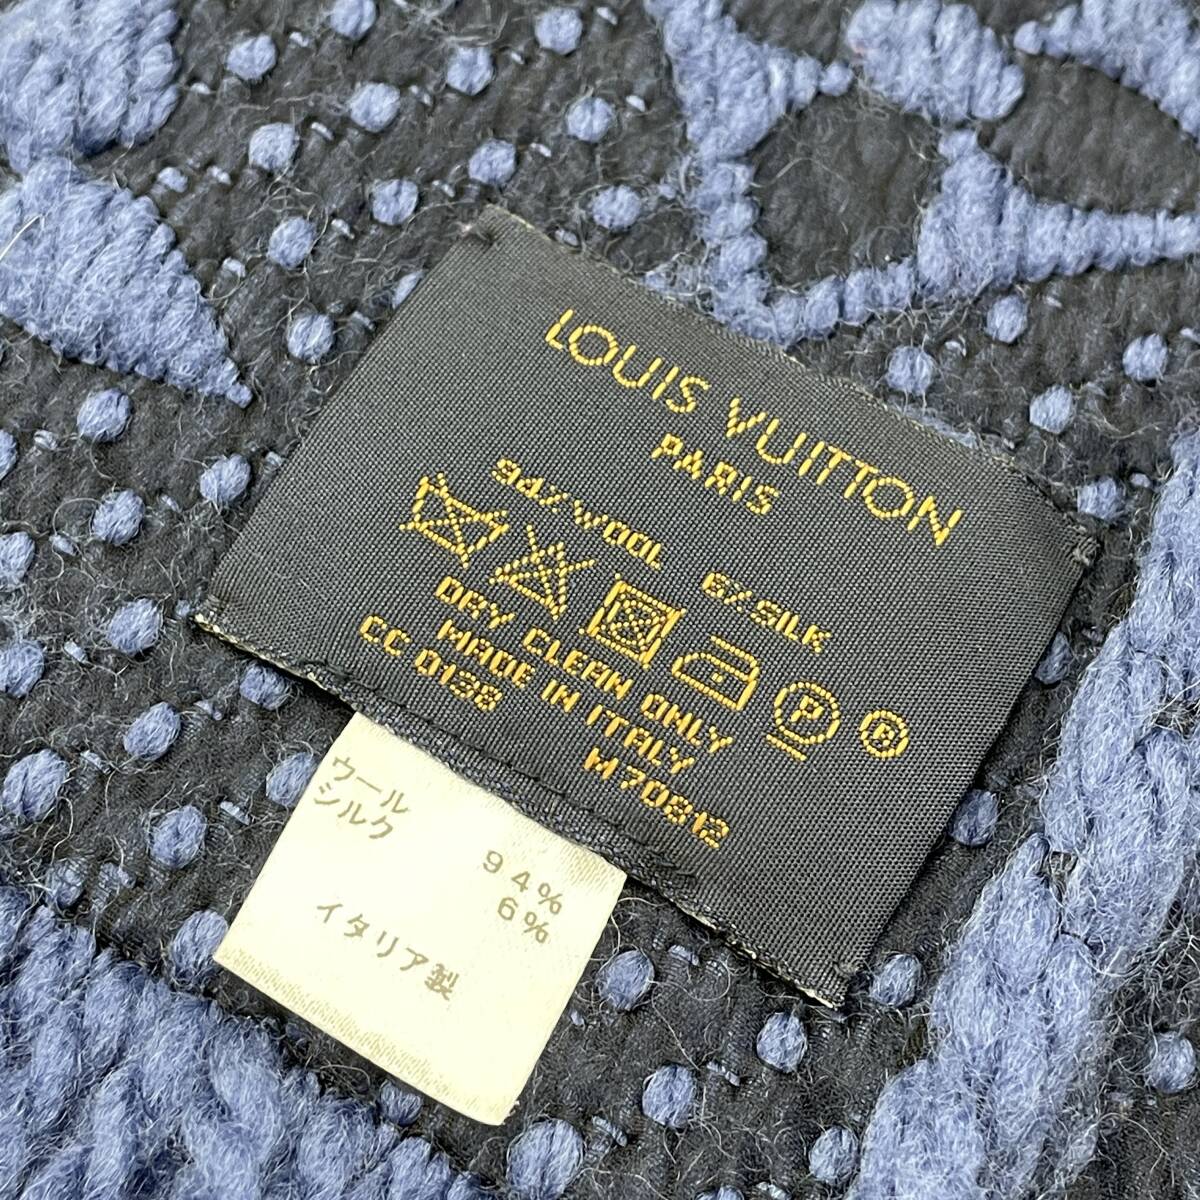 LOUIS VUITTON
PARIS
94%WOOL 6%SILK
P R
DRY CLEAN ONLY
MADE IN ITALY
CC 0138 M70812
ウール 94%
シルク 6%
イタリア製